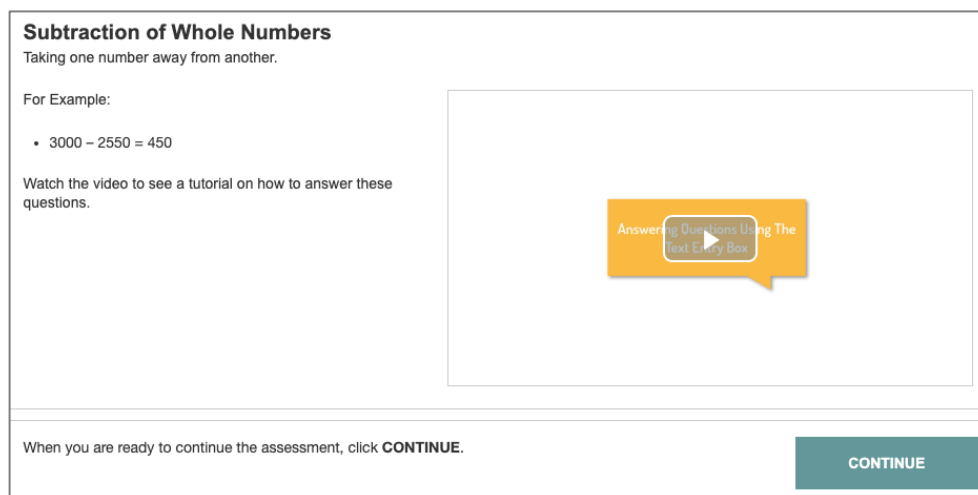 Subtraction of Whole Numbers
Taking one number away from another.
For Example:
• 3000 – 2550 = 450
Watch the video to see a tutorial on how to answer these
questions.
Answering Questions Using The
Text Entry Box
When you are ready to continue the assessment, click CONTINUE.
CONTINUE